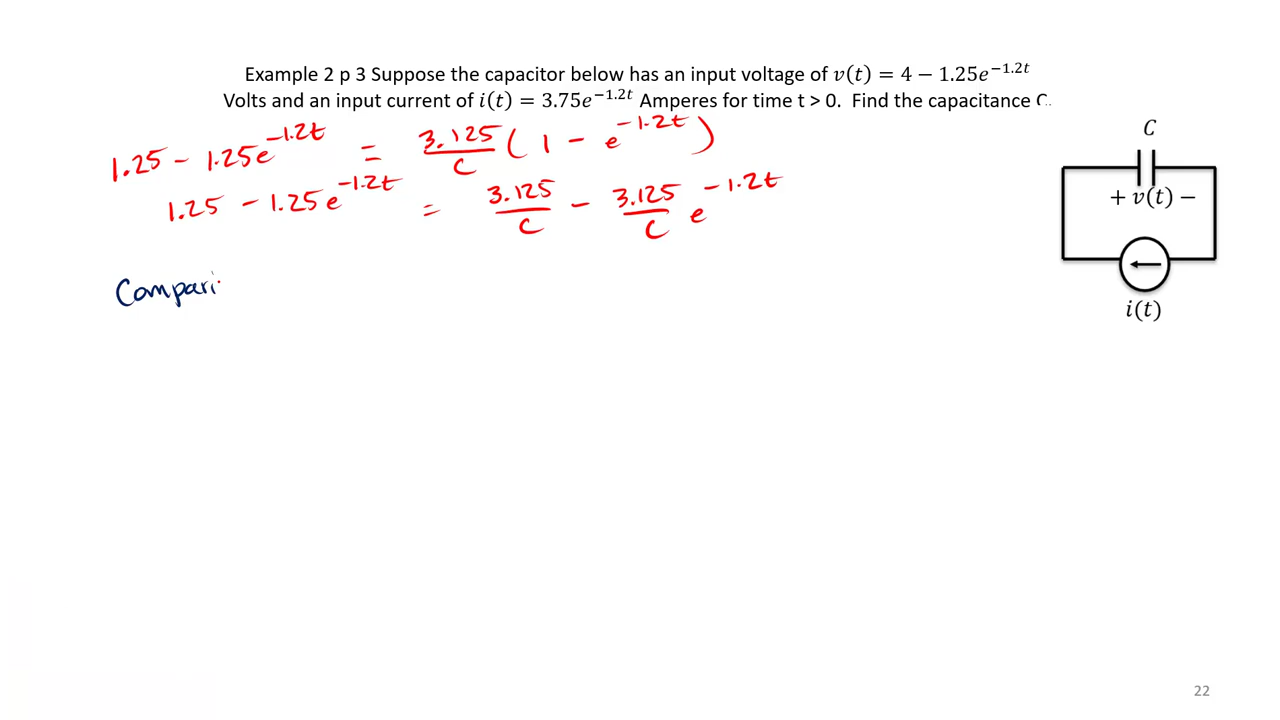 Example 2 p 3 Suppose the capacitor below has an input voltage of v(t) = 4 − 1.25e^{−1.2t}
Volts and an input current of i(t) = 3.75e^{−1.2t} Amperes for time t > 0. Find the capacitance C.
1.25 − 1.25e^{−1.2t} = 3.125/C (1 − e^{−1.2t})
1.25 − 1.25e^{−1.2t} = 3.125/C − 3.125/C e^{−1.2t}
Compari
C
+ v(t) −
i(t)
22